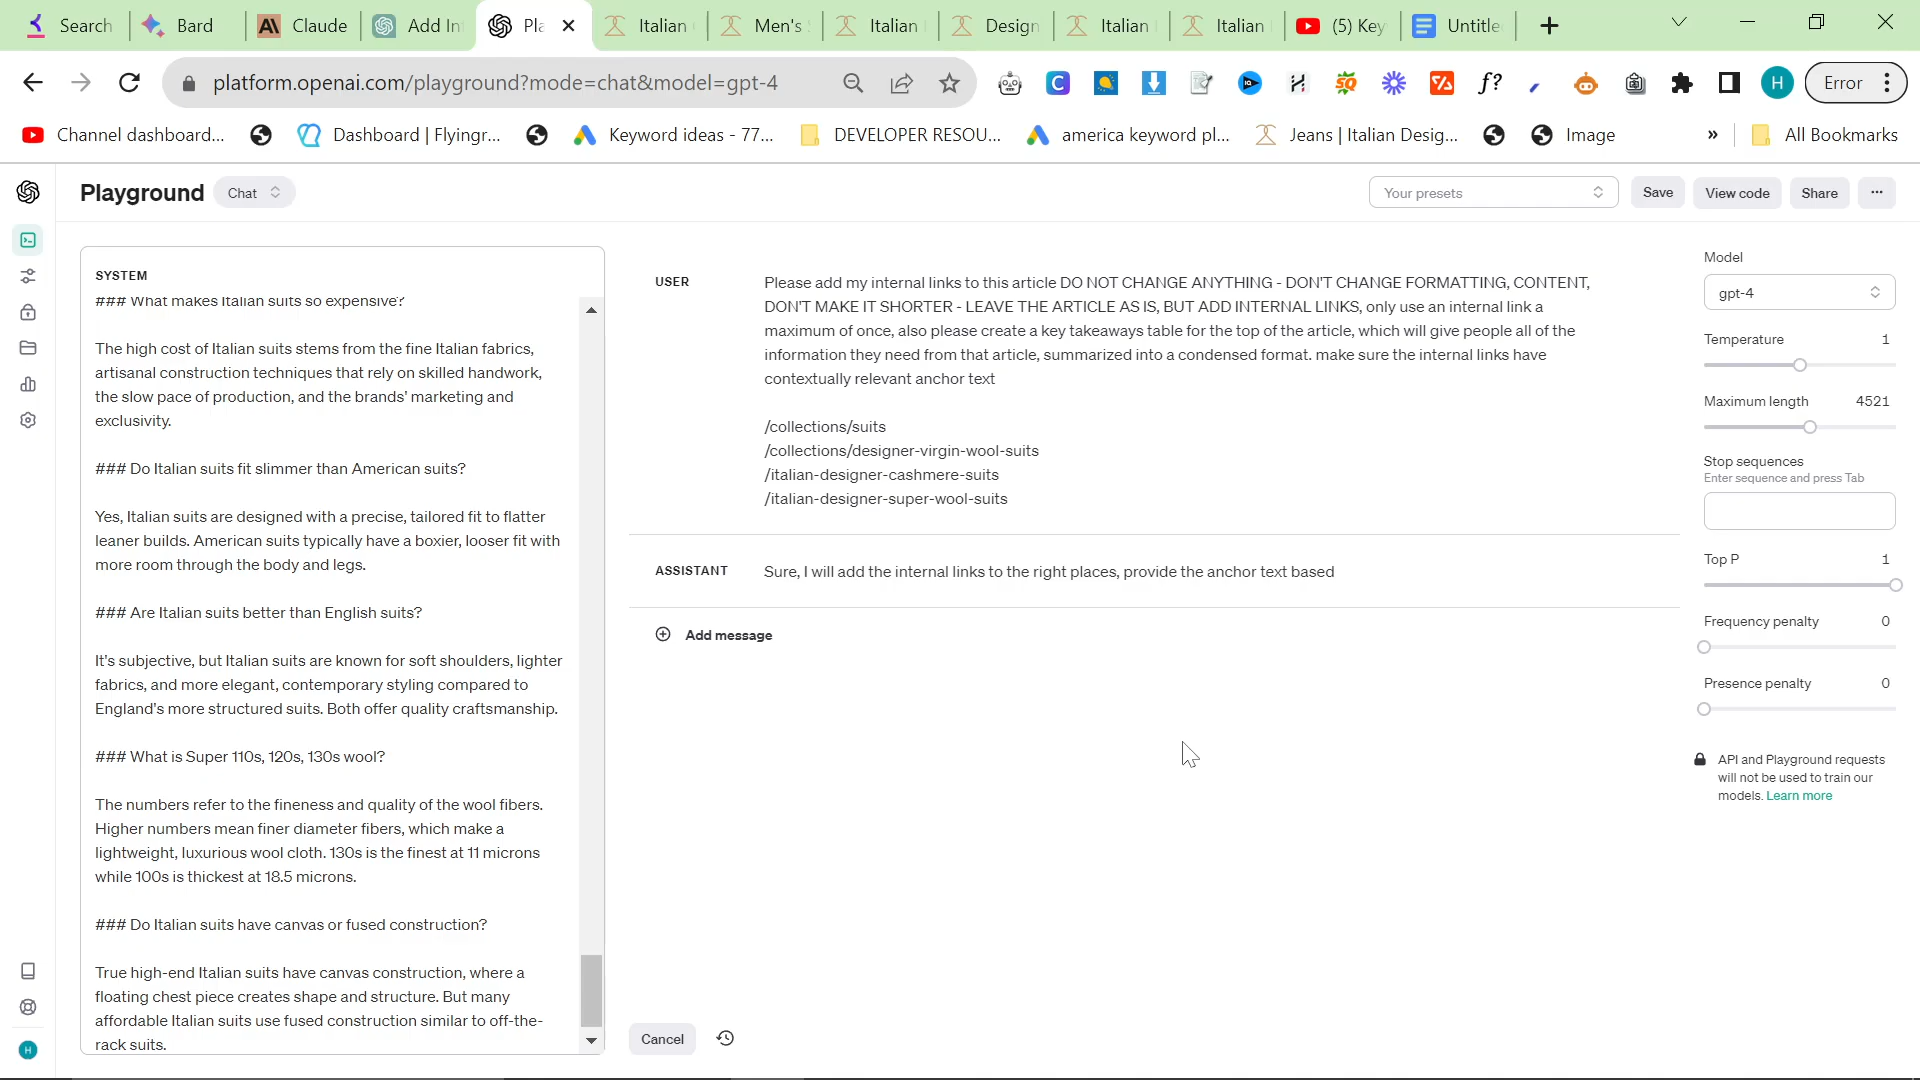 Search
Bard
Claude
Add In
Pla
Italian
Men's
Italian
Design
Italian
Italian
(5) Key
Untitle
platform.openai.com/playground?mode=chat&model=gpt-4
Error
Channel dashboard...
Dashboard | Flyingr...
Keyword ideas - 77...
DEVELOPER RESOU...
america keyword pl...
Jeans | Italian Desig...
Image
»
All Bookmarks
Playground
Chat
Your presets
Save
View code
Share
...
SYSTEM
### What makes Italian suits so expensive?
The high cost of Italian suits stems from the fine Italian fabrics,
artisanal construction techniques that rely on skilled handwork,
the slow pace of production, and the brands' marketing and
exclusivity.
### Do Italian suits fit slimmer than American suits?
Yes, Italian suits are designed with a precise, tailored fit to flatter
leaner builds. American suits typically have a boxier, looser fit with
more room through the body and legs.
### Are Italian suits better than English suits?
It's subjective, but Italian suits are known for soft shoulders, lighter
fabrics, and more elegant, contemporary styling compared to
England's more structured suits. Both offer quality craftsmanship.
### What is Super 110s, 120s, 130s wool?
The numbers refer to the fineness and quality of the wool fibers.
Higher numbers mean finer diameter fibers, which make a
lightweight, luxurious wool cloth. 130s is the finest at 11 microns
while 100s is thickest at 18.5 microns.
### Do Italian suits have canvas or fused construction?
True high-end Italian suits have canvas construction, where a
floating chest piece creates shape and structure. But many
affordable Italian suits use fused construction similar to off-the-
rack suits.
USER
Please add my internal links to this article DO NOT CHANGE ANYTHING - DON'T CHANGE FORMATTING, CONTENT,
DON'T MAKE IT SHORTER - LEAVE THE ARTICLE AS IS, BUT ADD INTERNAL LINKS, only use an internal link a
maximum of once, also please create a key takeaways table for the top of the article, which will give people all of the
information they need from that article, summarized into a condensed format. make sure the internal links have
contextually relevant anchor text
/collections/suits
/collections/designer-virgin-wool-suits
/italian-designer-cashmere-suits
/italian-designer-super-wool-suits
ASSISTANT
Sure, I will add the internal links to the right places, provide the anchor text based
Add message
Cancel
Model
gpt-4
Temperature 1
Maximum length 4521
Stop sequences
Enter sequence and press Tab
Top P 1
Frequency penalty 0
Presence penalty 0
API and Playground requests
will not be used to train our
models. Learn more
H
H